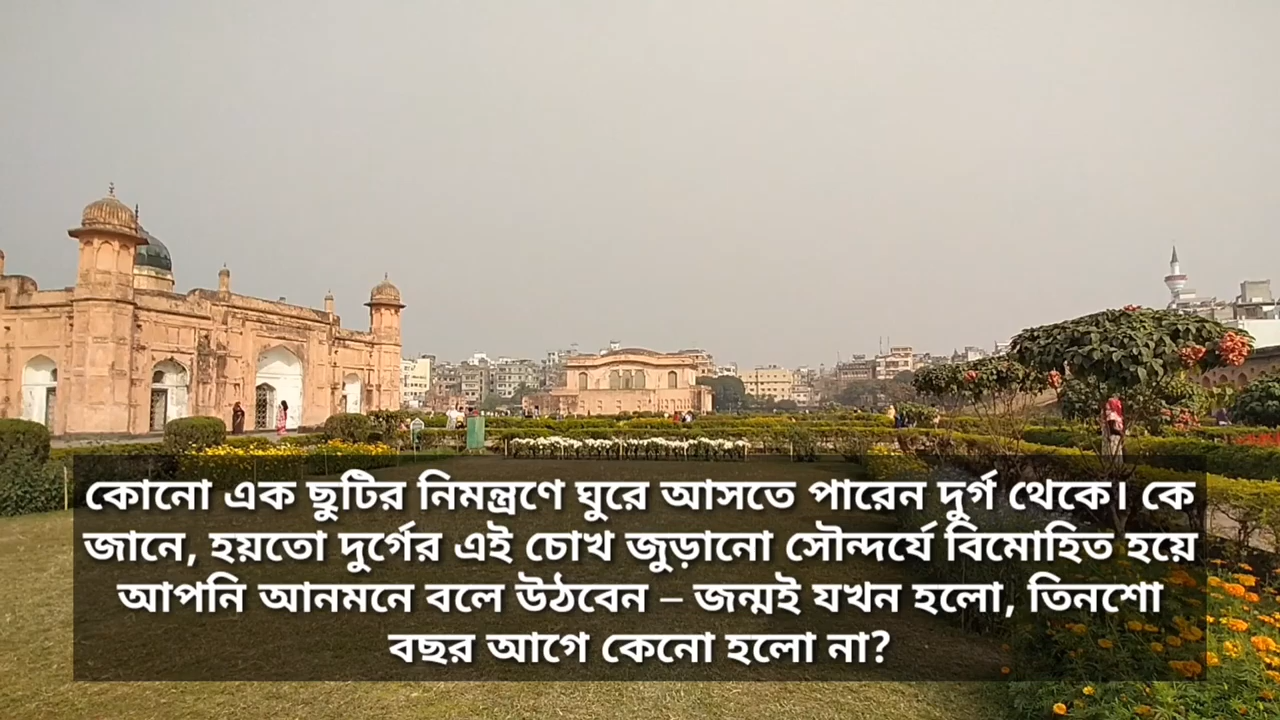 কোনো এক ছুটির নিমন্ত্রণে ঘুরে আসতে পারেন দুর্গ থেকে। কে
জানে, হয়তো দুর্গের এই চোখ জুড়ানো সৌন্দর্যে বিমোহিত হয়ে
আপনি আনমনে বলে উঠবেন – জন্মই যখন হলো, তিনশো
বছর আগে কেনো হলো না?